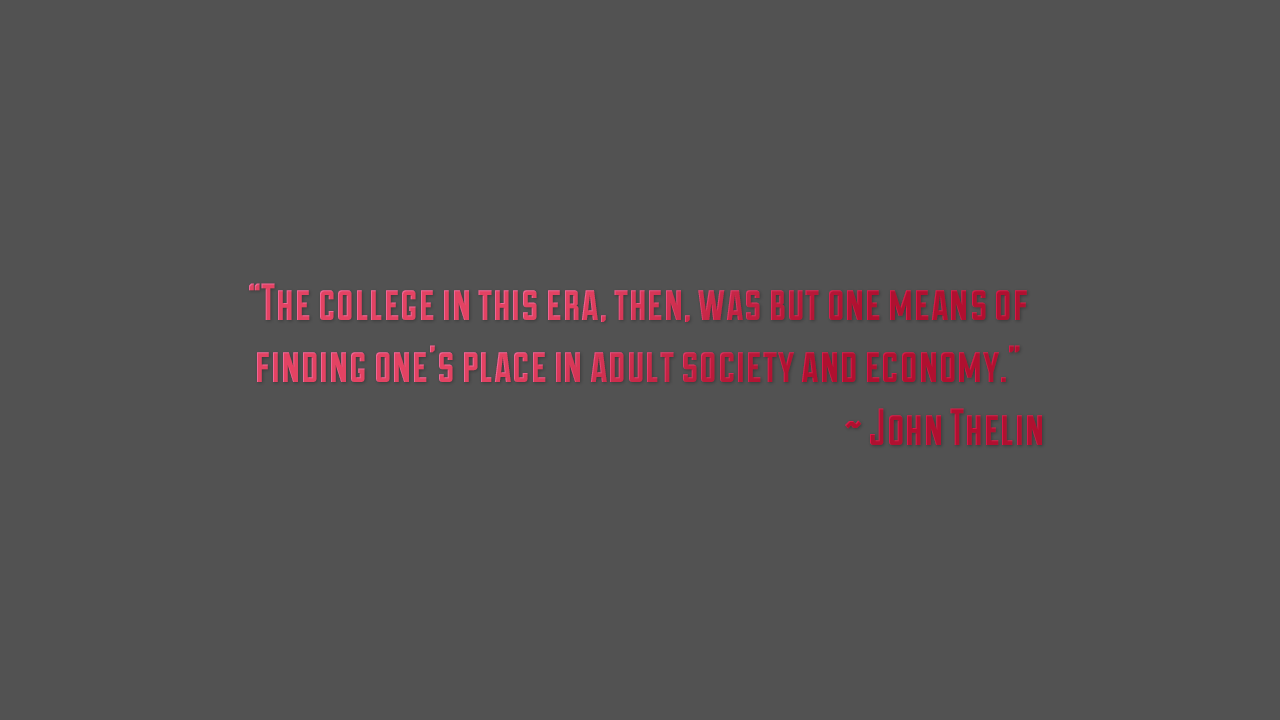 “The college in this era, then, was but one means of
finding one’s place in adult society and economy.”
~ John Thelin